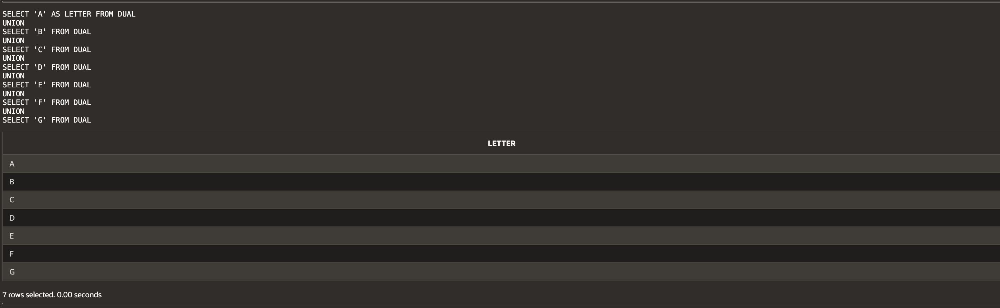 SELECT 'A' AS LETTER FROM DUAL
UNION
SELECT 'B' FROM DUAL
UNION
SELECT 'C' FROM DUAL
UNION
SELECT 'D' FROM DUAL
UNION
SELECT 'E' FROM DUAL
UNION
SELECT 'F' FROM DUAL
UNION
SELECT 'G' FROM DUAL
LETTER
A
B
C
D
E
F
G
7 rows selected. 0.00 seconds